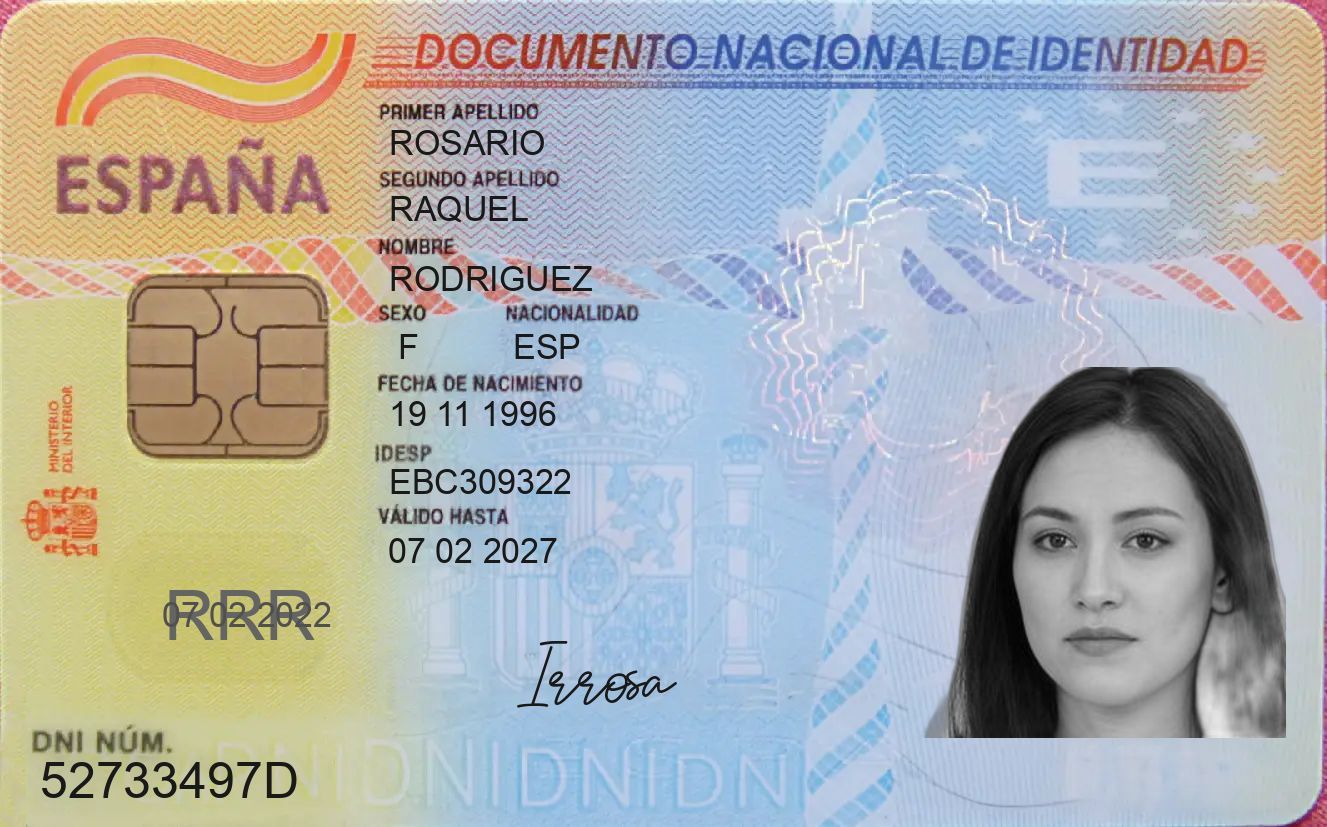 DOCUMENTO NACIONAL DE IDENTIDAD
ESPAÑA
PRIMER APELLIDO
ROSARIO
SEGUNDO APELLIDO
RAQUEL
NOMBRE
RODRIGUEZ
SEXO NACIONALIDAD
F ESP
FECHA DE NACIMIENTO
19 11 1996
IDESP
EBC309322
VÁLIDO HASTA
07 02 2027
MINISTERIO
DEL INTERIOR
RRR
07 02 2022
Irrosa
DNI NÚM.
52733497D
E
DNIDNIDNIDNI